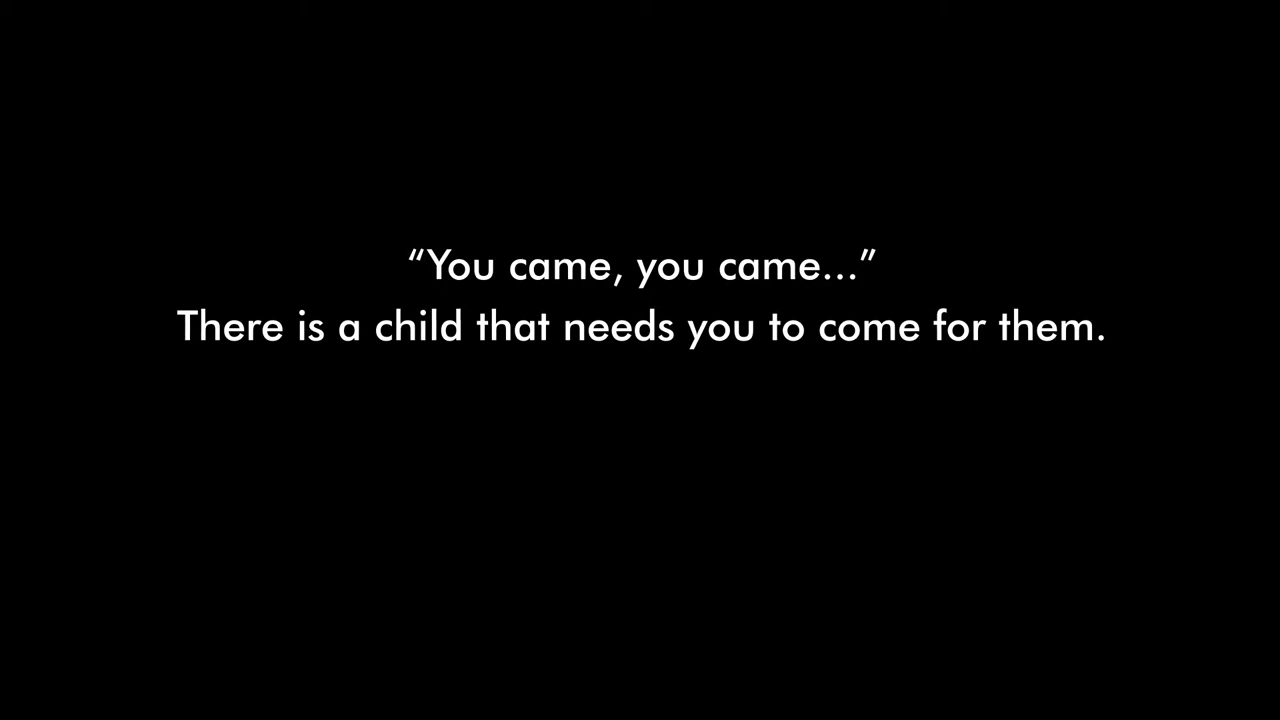 “You came, you came...”
There is a child that needs you to come for them.